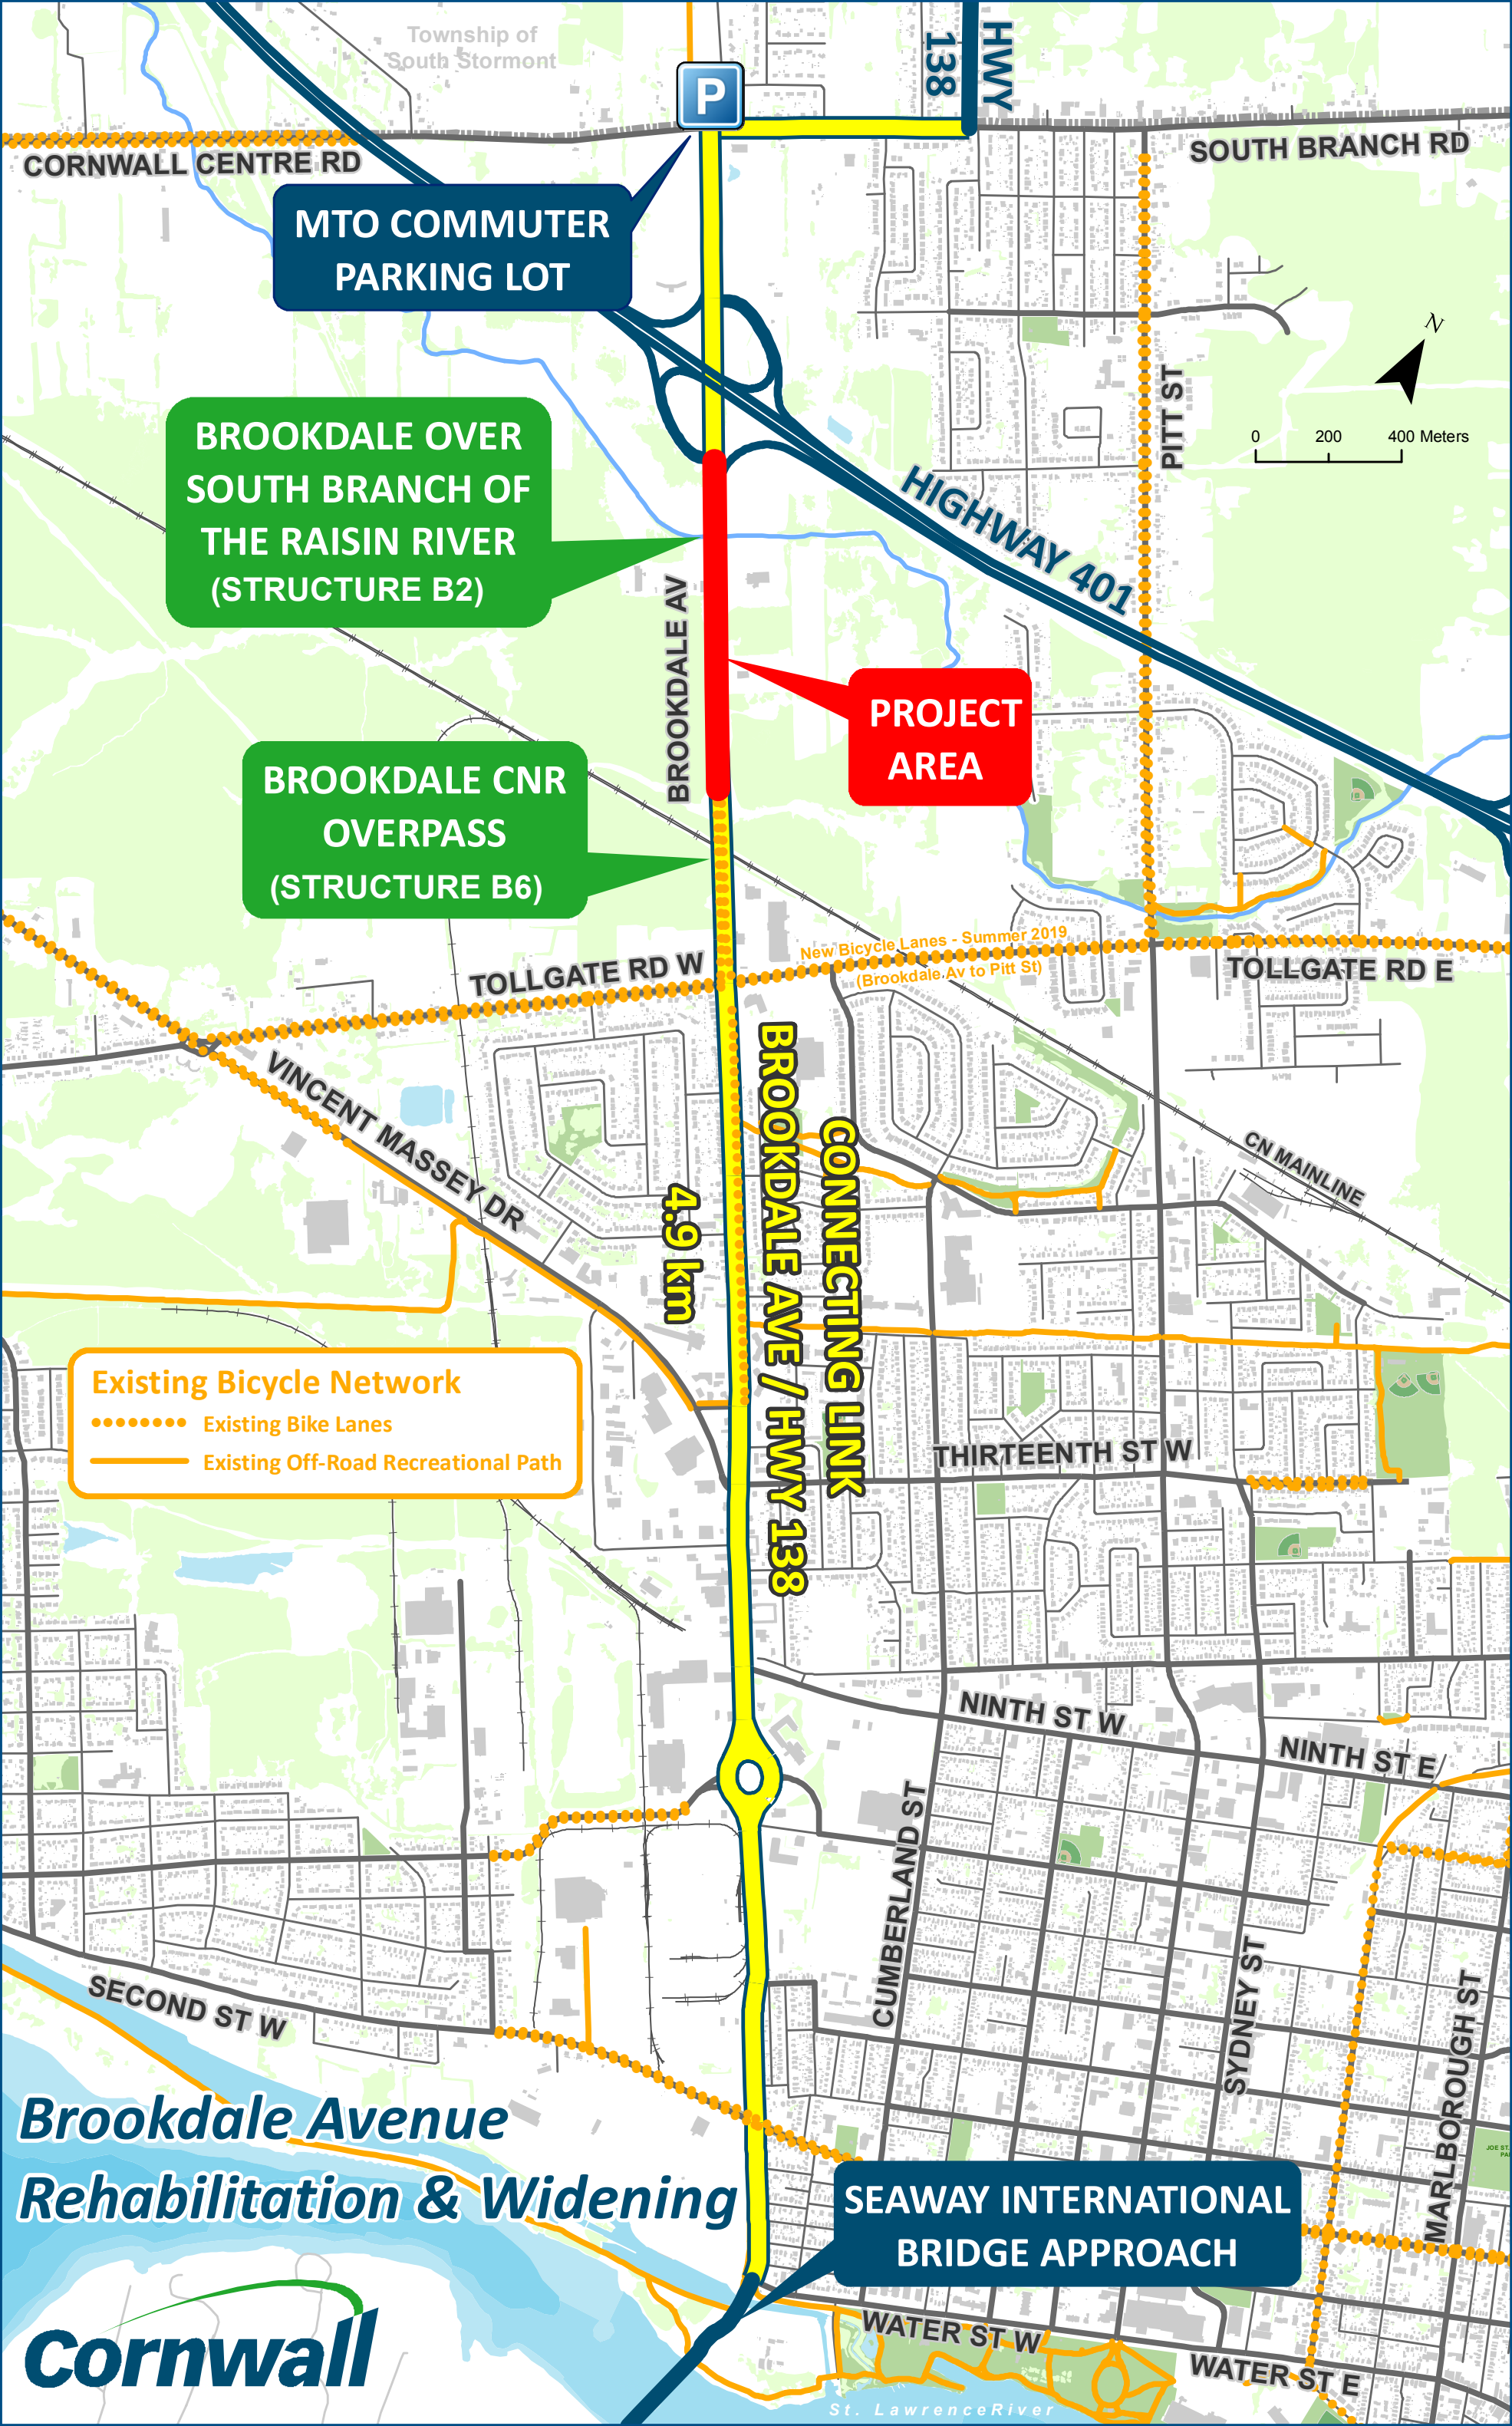 Township of
South Stormont
HWY
138
P
CORNWALL CENTRE RD
SOUTH BRANCH RD
MTO COMMUTER
PARKING LOT
N
0 200 400 Meters
PITT ST
BROOKDALE OVER
SOUTH BRANCH OF
THE RAISIN RIVER
(STRUCTURE B2)
HIGHWAY 401
BROOKDALE AV
PROJECT
AREA
BROOKDALE CNR
OVERPASS
(STRUCTURE B6)
New Bicycle Lanes - Summer 2019
(Brookdale Av to Pitt St)
TOLLGATE RD W
TOLLGATE RD E
VINCENT MASSEY DR
CN MAINLINE
4.9 km
CONNECTING LINK
BROOKDALE AVE / HWY 138
Existing Bicycle Network
Existing Bike Lanes
Existing Off-Road Recreational Path
THIRTEENTH ST W
NINTH ST W
NINTH ST E
CUMBERLAND ST
SYDNEY ST
MARLBOROUGH ST
SECOND ST W
JOE ST.
Brookdale Avenue
Rehabilitation & Widening
SEAWAY INTERNATIONAL
BRIDGE APPROACH
WATER ST W
WATER ST E
Cornwall
St. LawrenceRiver